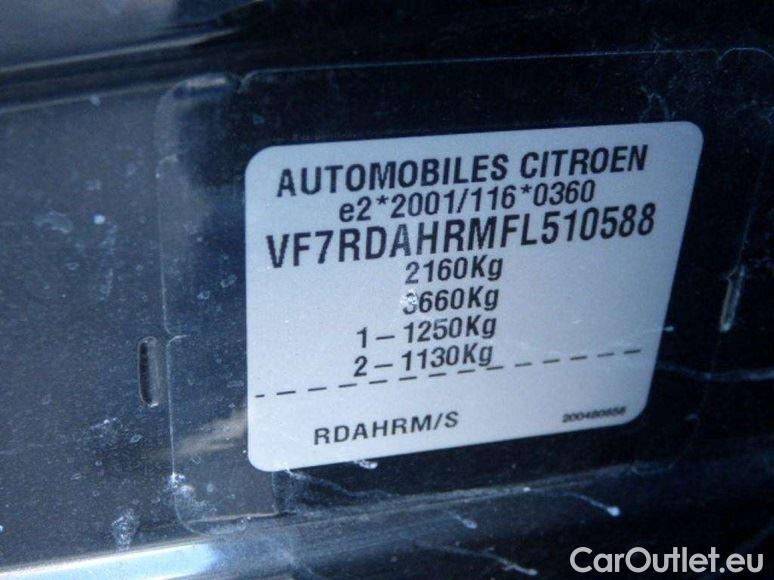 AUTOMOBILES CITROEN
e2*2001/116*0360
VF7RDAHRMFL510588
2160Kg
3660Kg
1-1250Kg
2-1130Kg
RDAHRM/S
CarOutlet.eu